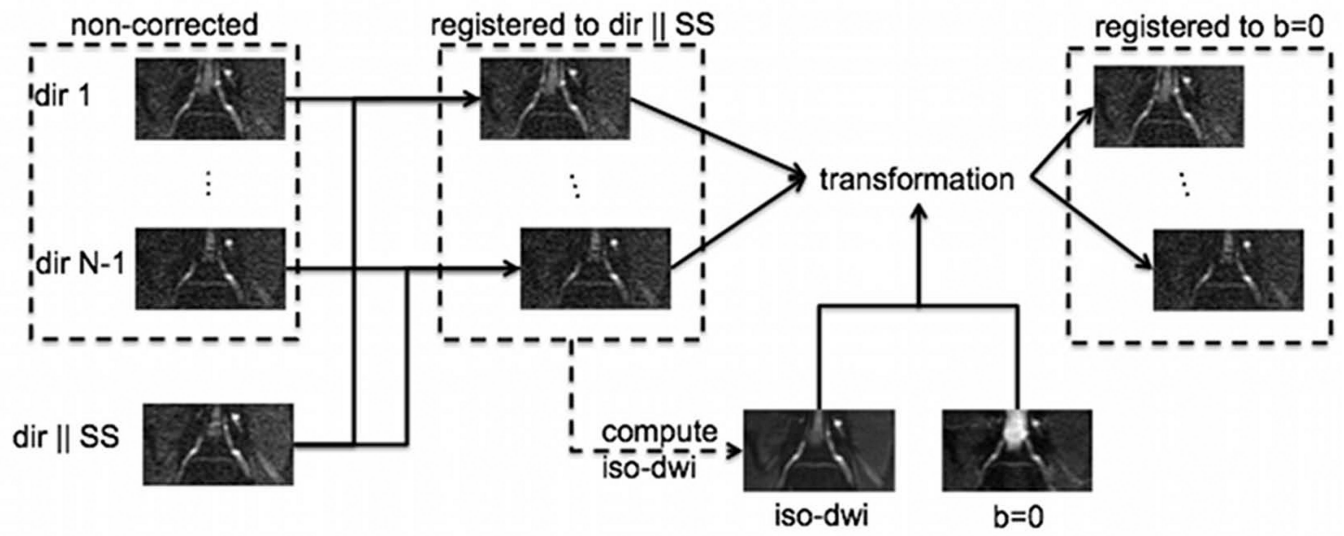 non-corrected
registered to dir || SS
registered to b=0
dir 1
⋮
⋱
transformation
⋱
dir N-1
dir || SS
compute
iso-dwi
iso-dwi
b=0